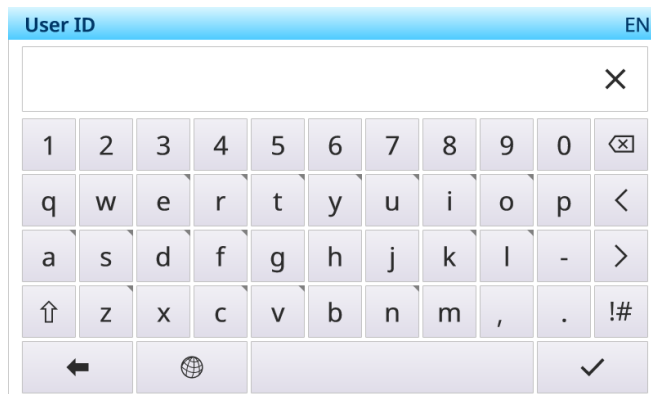 User ID EN
1 2 3 4 5 6 7 8 9 0
q w e r t y u i o p <
a s d f g h j k l - >
z x c v b n m , . !#